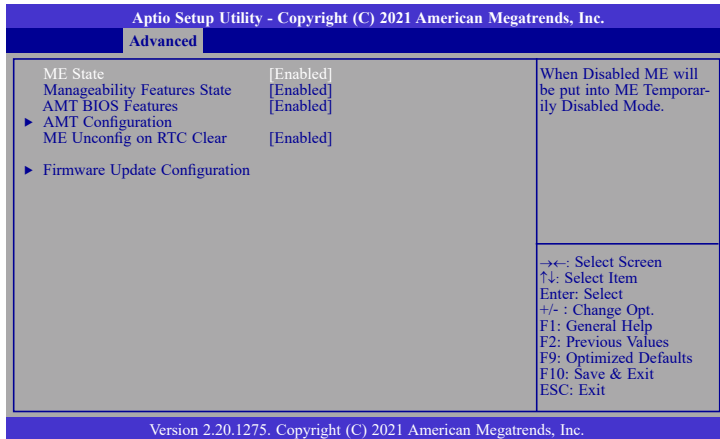 Aptio Setup Utility - Copyright (C) 2021 American Megatrends, Inc.
Advanced
ME State [Enabled]
Manageability Features State [Enabled]
AMT BIOS Features [Enabled]
▶ AMT Configuration
ME Unconfig on RTC Clear [Enabled]
▶ Firmware Update Configuration
When Disabled ME will
be put into ME Temporar-
ily Disabled Mode.
→←: Select Screen
↑↓: Select Item
Enter: Select
+/- : Change Opt.
F1: General Help
F2: Previous Values
F9: Optimized Defaults
F10: Save & Exit
ESC: Exit
Version 2.20.1275. Copyright (C) 2021 American Megatrends, Inc.